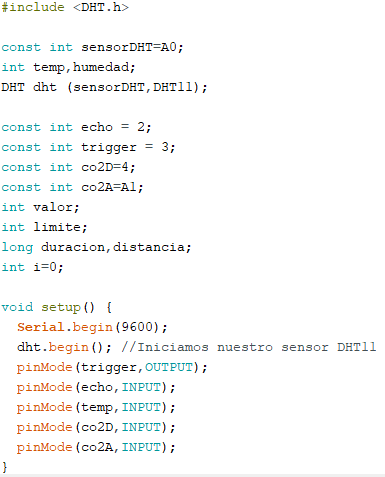 #include <DHT.h>
const int sensorDHT=A0;
int temp,humedad;
DHT dht (sensorDHT,DHT11);
const int echo = 2;
const int trigger = 3;
const int co2D=4;
const int co2A=A1;
int valor;
int limite;
long duracion,distancia;
int i=0;
void setup() {
  Serial.begin(9600);
  dht.begin(); //Iniciamos nuestro sensor DHT11
  pinMode(trigger,OUTPUT);
  pinMode(echo,INPUT);
  pinMode(temp,INPUT);
  pinMode(co2D,INPUT);
  pinMode(co2A,INPUT);
}